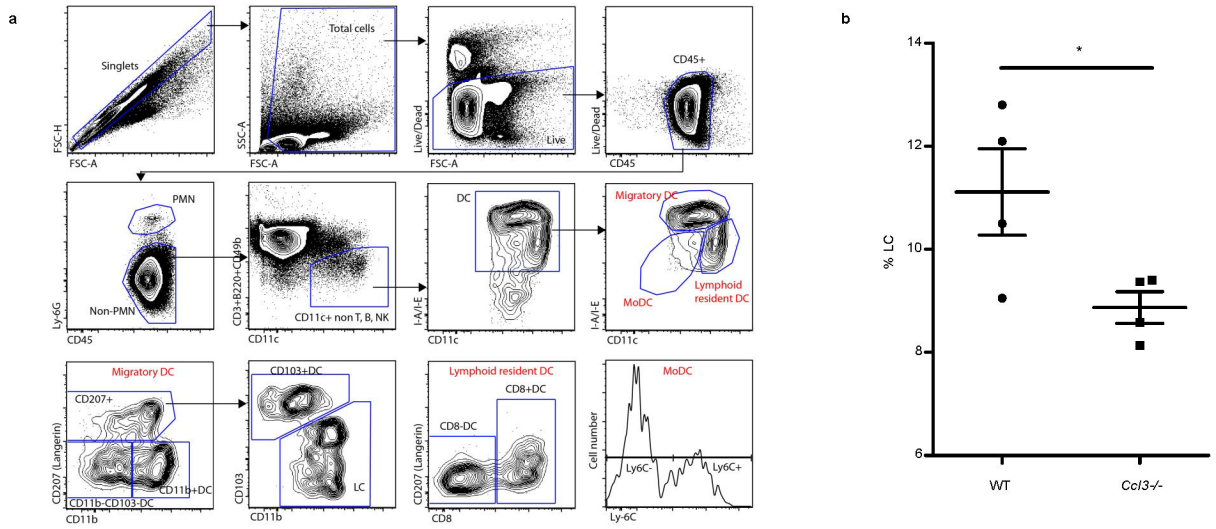 a
b
Singlets
FSC-H
FSC-A
Total cells
SSC-A
FSC-A
Live/Dead
Live
FSC-A
CD45+
Live/Dead
CD45
PMN
Non-PMN
Ly-6G
CD45
CD3+B220+CD49b
CD11c+ non T, B, NK
CD11c
DC
I-A/I-E
CD11c
Migratory DC
MoDC
Lymphoid
resident DC
I-A/I-E
CD11c
Migratory DC
CD207+
CD207 (Langerin)
CD11b+DC
CD11b-CD103-DC
CD11b
CD103+DC
CD103
LC
CD11b
Lymphoid resident DC
CD8+DC
CD8-DC
CD207 (Langerin)
CD8
MoDC
Cell number
Ly6C-
Ly6C+
Ly-6C
14
*
12
10
% LC
8
6
WT
Ccl3-/-